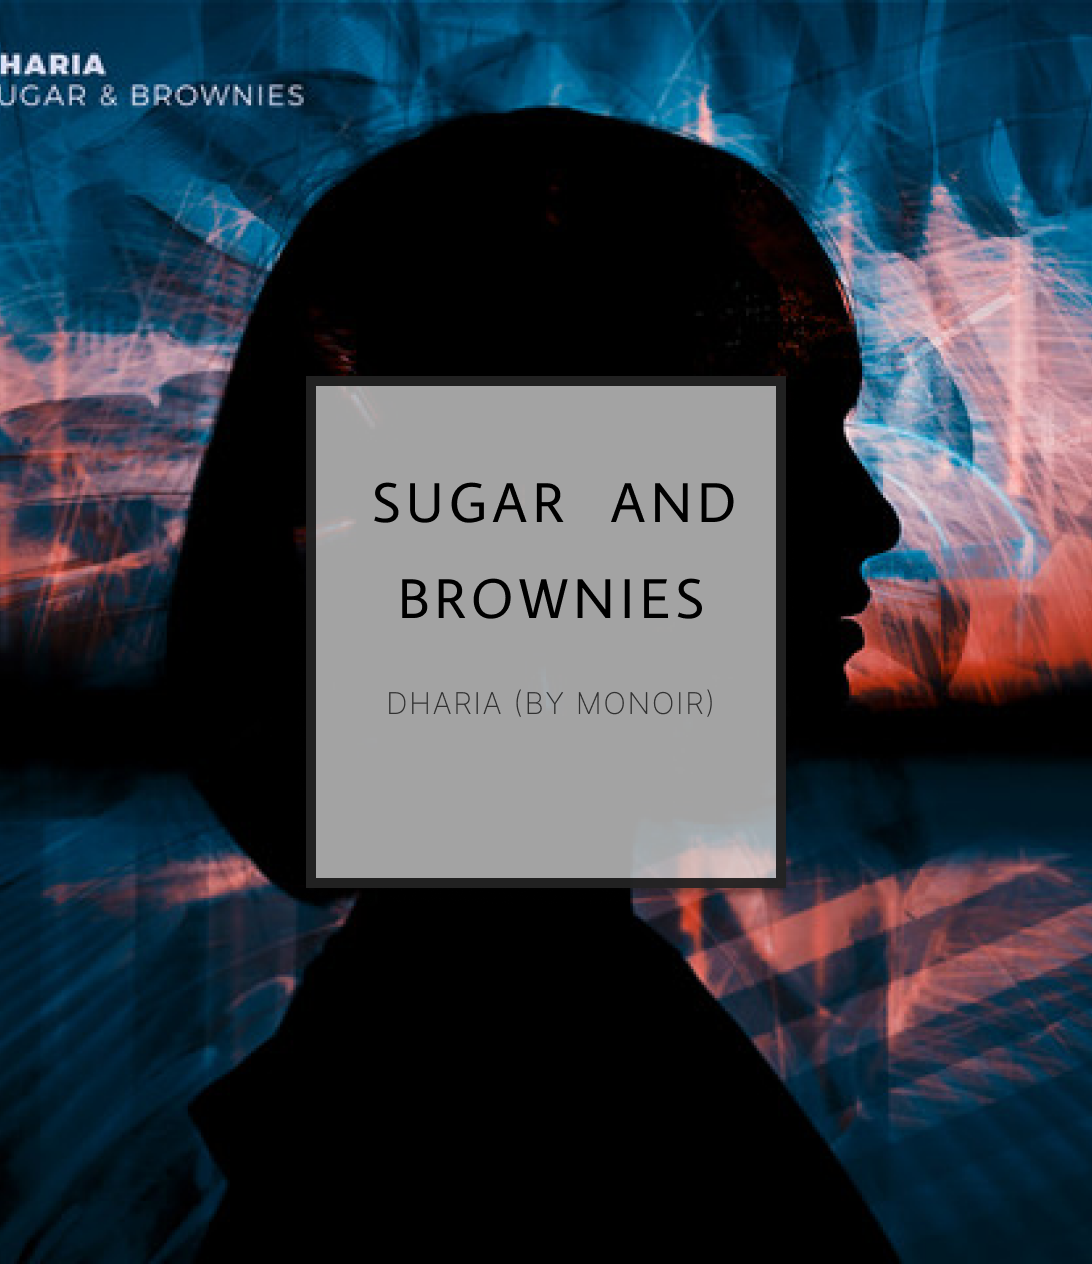 HARIA
UGAR & BROWNIES
SUGAR AND
BROWNIES
DHARIA (BY MONOIR)